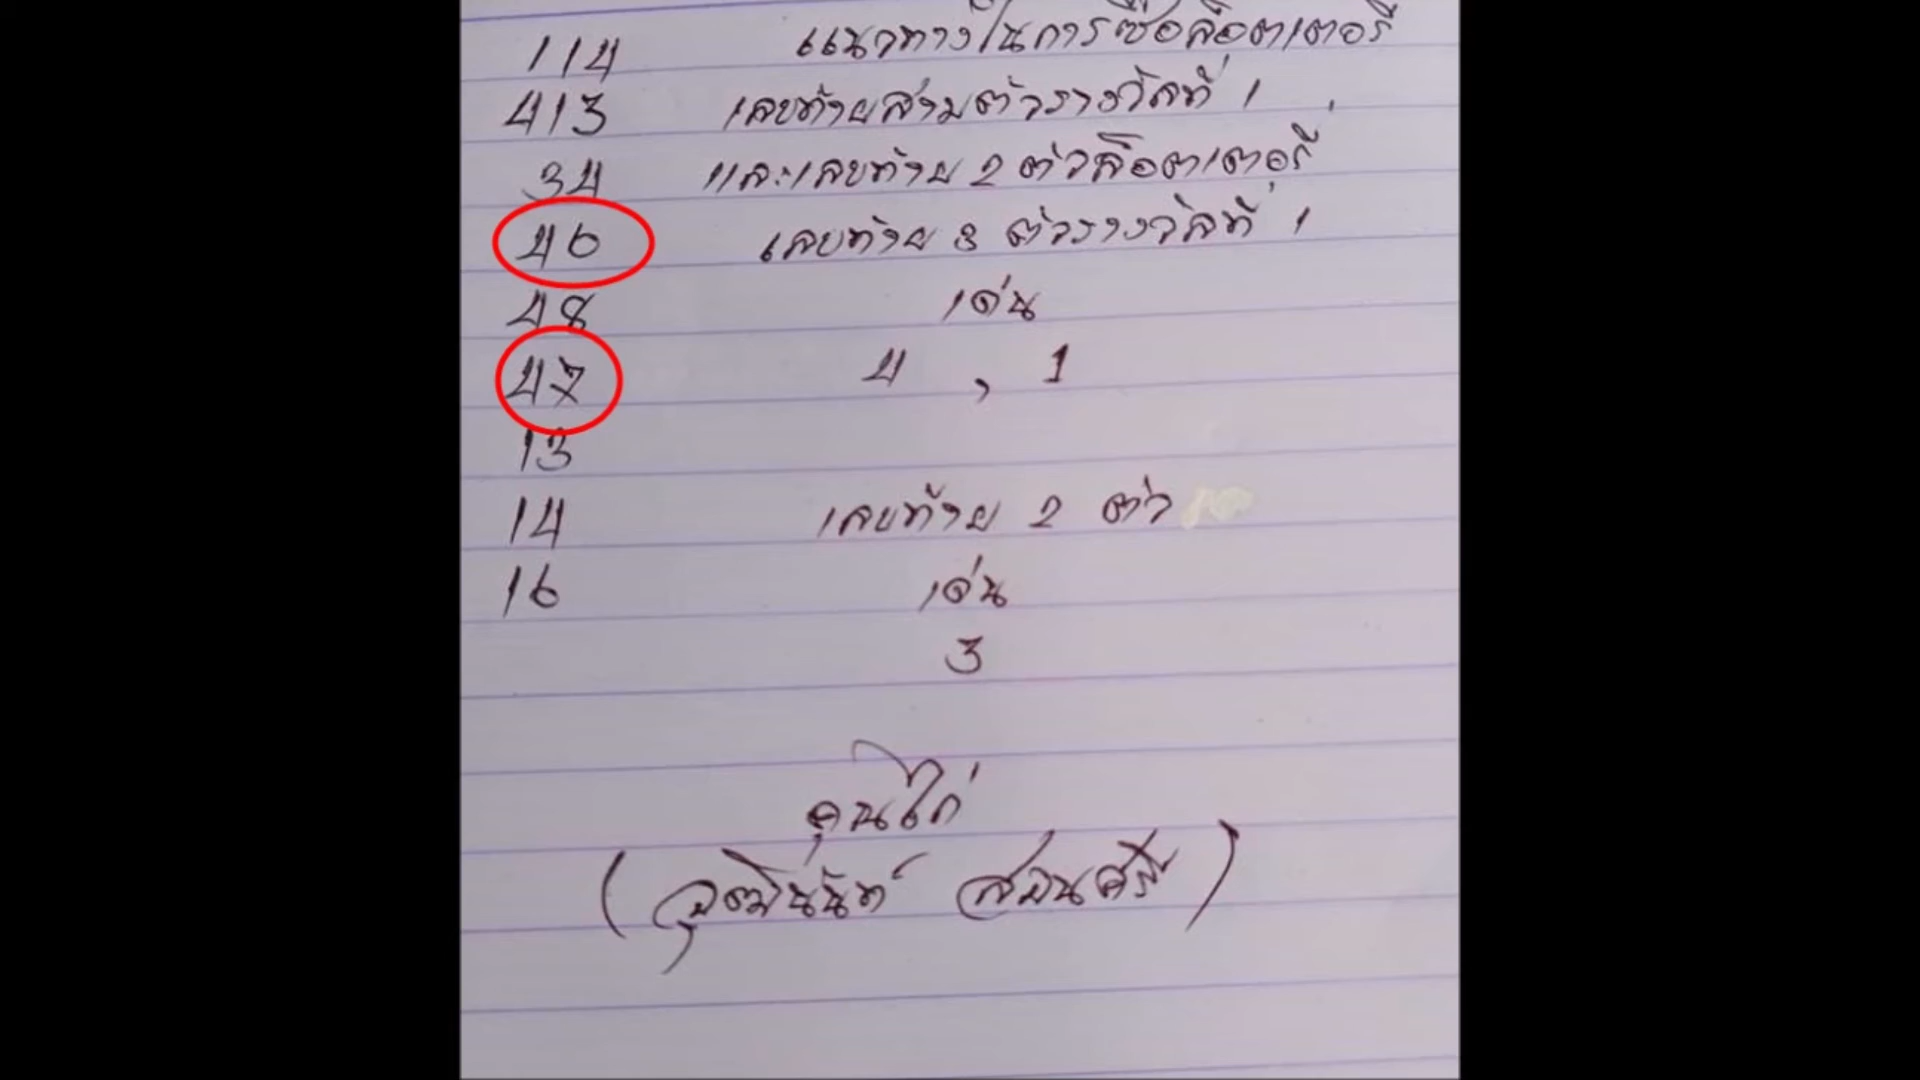 114 แนวทางในการซื้อล็อตเตอรี่
413 เลขท้ายสามตัวรางวัลที่ 1
34 และเลขท้าย 2 ตัวล็อตเตอรี่
46 เลขท้าย 3 ตัวรางวัลที่ 1
48 เด่น
47 4 , 1
13
14 เลขท้าย 2 ตัว
16 เด่น
3
คุนไก่